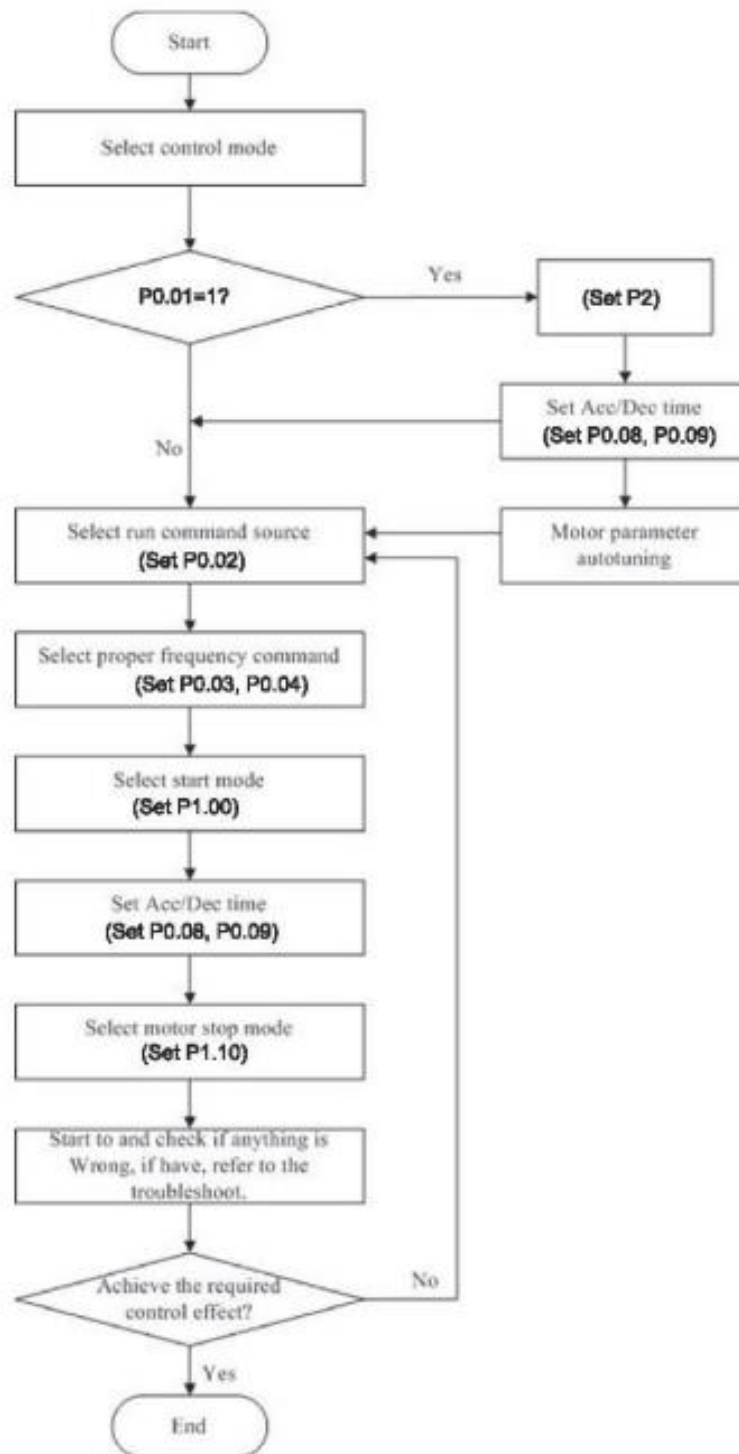 Start
Select control mode
P0.01=1?
Yes
(Set P2)
Set Acc/Dec time
(Set P0.08, P0.09)
No
Select run command source
(Set P0.02)
Motor parameter
autotuning
Select proper frequency command
(Set P0.03, P0.04)
Select start mode
(Set P1.00)
Set Acc/Dec time
(Set P0.08, P0.09)
Select motor stop mode
(Set P1.10)
Start to and check if anything is
Wrong, if have, refer to the
troubleshoot.
Achieve the required
control effect?
No
Yes
End